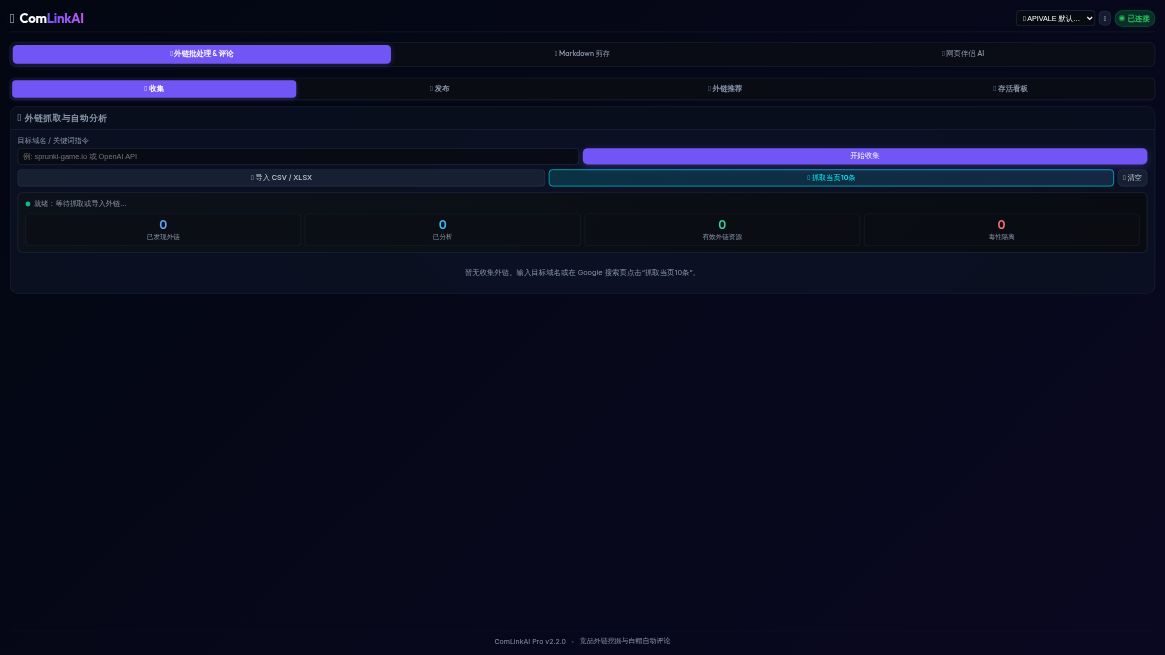 ComLinkAI
APIVALE 默认...
已连接
外链批处理 & 评论
Markdown 剪存
网页伴侣 AI
收集
发布
外链推荐
存活看板
外链抓取与自动分析
目标域名 / 关键词指令
例: sprunki-game.io 或 OpenAI API
开始收集
导入 CSV / XLSX
抓取当页10条
清空
就绪：等待抓取或导入外链...
0
已发现外链
0
已分析
0
有效外链资源
0
毒性隔离
暂无收集外链。输入目标域名或在 Google 搜索页点击“抓取当页10条”。
ComLinkAI Pro v2.2.0 • 竞品外链挖掘与白帽自动评论